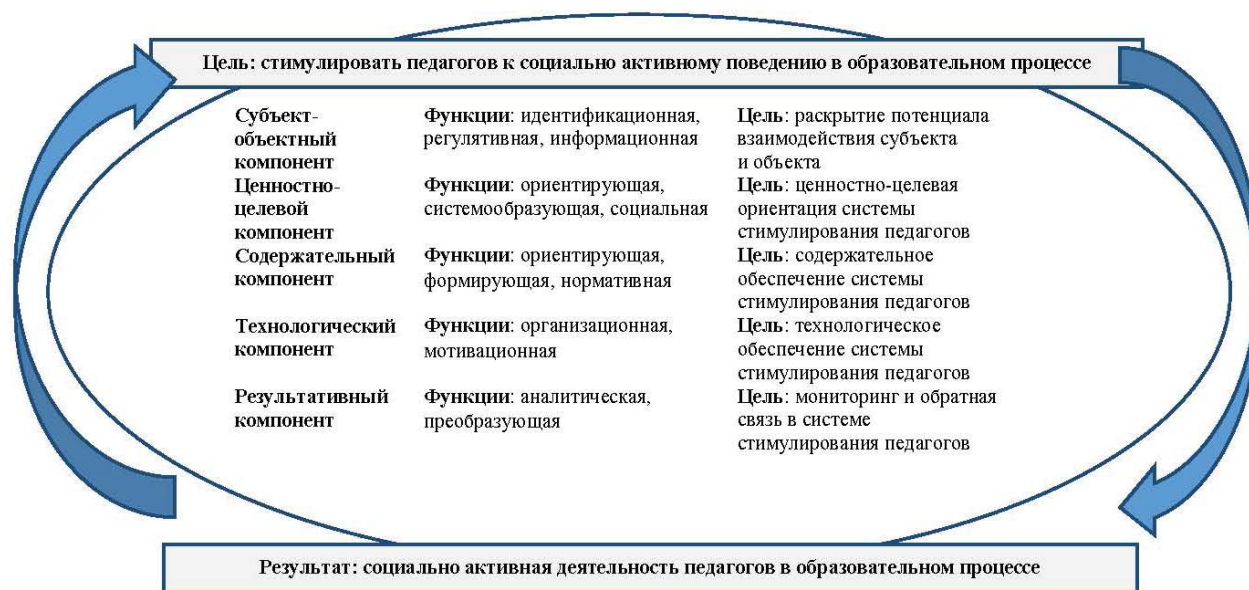 Цель: стимулировать педагогов к социально активному поведению в образовательном процессе
Субъект-
объектный
компонент
Функции: идентификационная,
регулятивная, информационная
Цель: раскрытие потенциала
взаимодействия субъекта
и объекта
Ценностно-
целевой
компонент
Функции: ориентирующая,
системообразующая, социальная
Цель: ценностно-целевая
ориентация системы
стимулирования педагогов
Содержательный
компонент
Функции: ориентирующая,
формирующая, нормативная
Цель: содержательное
обеспечение системы
стимулирования педагогов
Технологический
компонент
Функции: организационная,
мотивационная
Цель: технологическое
обеспечение системы
стимулирования педагогов
Результативный
компонент
Функции: аналитическая,
преобразующая
Цель: мониторинг и обратная
связь в системе
стимулирования педагогов
Результат: социально активная деятельность педагогов в образовательном процессе